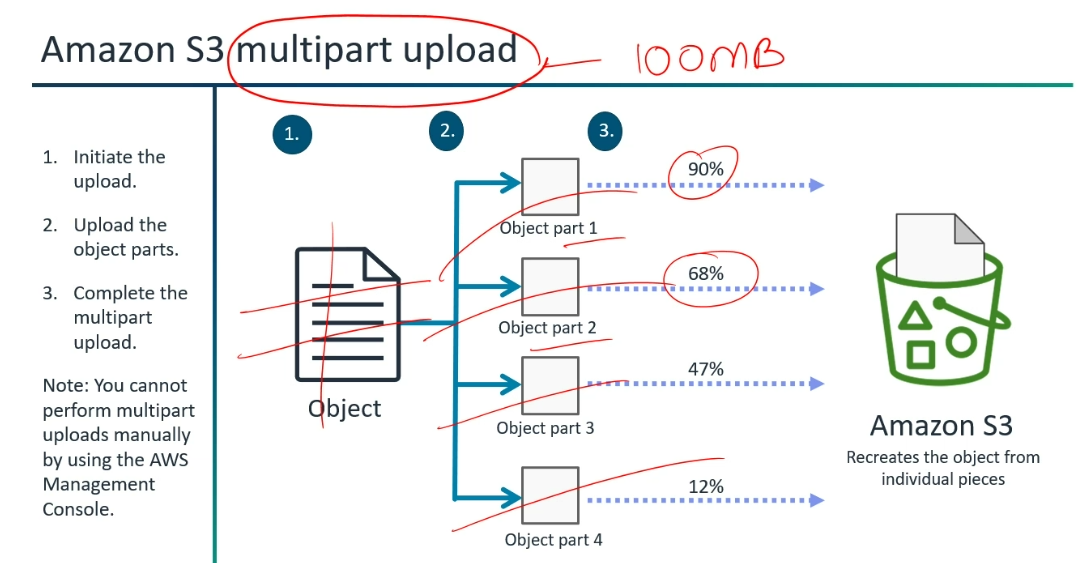 Amazon S3 multipart upload
100MB
1. Initiate the
upload.
2. Upload the
object parts.
3. Complete the
multipart
upload.
Note: You cannot
perform multipart
uploads manually
by using the AWS
Management
Console.
1.
2.
3.
Object
Object part 1
90%
Object part 2
68%
Object part 3
47%
Object part 4
12%
Amazon S3
Recreates the object from
individual pieces